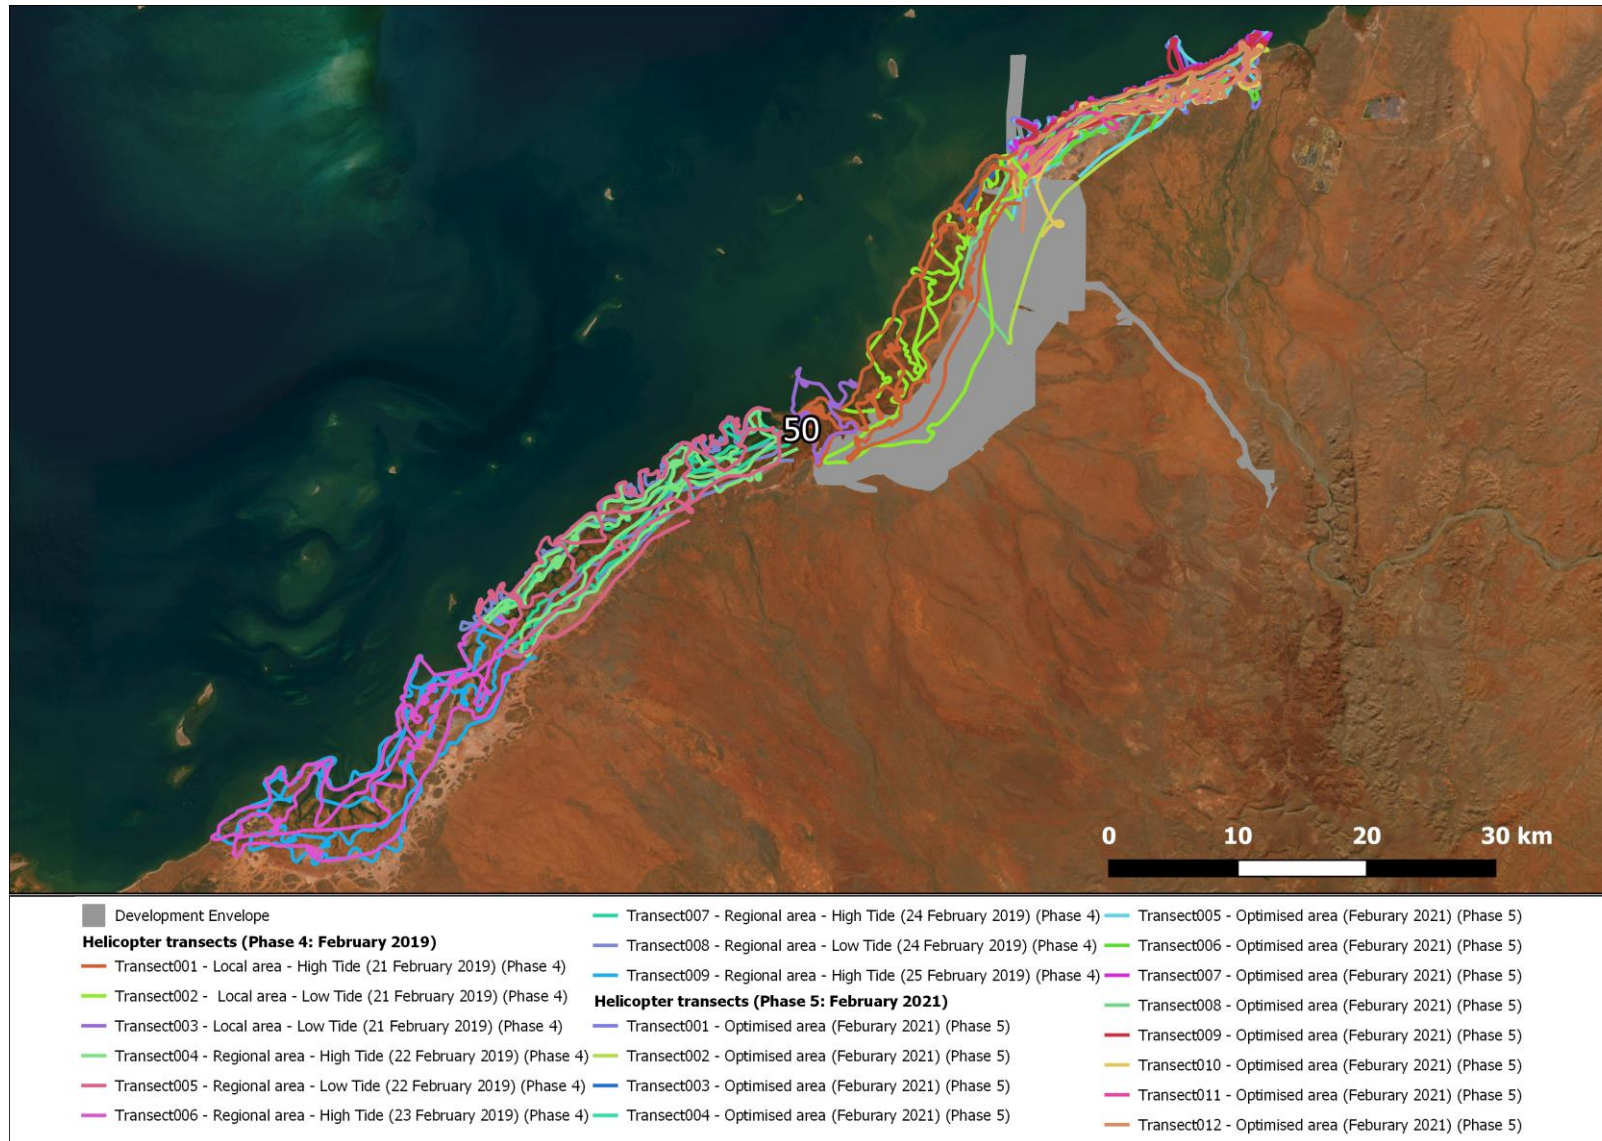 50
0 10 20 30 km
Development Envelope
Helicopter transects (Phase 4: February 2019)
Transect001 - Local area - High Tide (21 February 2019) (Phase 4)
Transect002 - Local area - Low Tide (21 February 2019) (Phase 4)
Transect003 - Local area - Low Tide (21 February 2019) (Phase 4)
Transect004 - Regional area - High Tide (22 February 2019) (Phase 4)
Transect005 - Regional area - Low Tide (22 February 2019) (Phase 4)
Transect006 - Regional area - High Tide (23 February 2019) (Phase 4)
Transect007 - Regional area - High Tide (24 February 2019) (Phase 4)
Transect008 - Regional area - Low Tide (24 February 2019) (Phase 4)
Transect009 - Regional area - High Tide (25 February 2019) (Phase 4)
Helicopter transects (Phase 5: February 2021)
Transect001 - Optimised area (Feburary 2021) (Phase 5)
Transect002 - Optimised area (Feburary 2021) (Phase 5)
Transect003 - Optimised area (Feburary 2021) (Phase 5)
Transect004 - Optimised area (Feburary 2021) (Phase 5)
Transect005 - Optimised area (Feburary 2021) (Phase 5)
Transect006 - Optimised area (Feburary 2021) (Phase 5)
Transect007 - Optimised area (Feburary 2021) (Phase 5)
Transect008 - Optimised area (Feburary 2021) (Phase 5)
Transect009 - Optimised area (Feburary 2021) (Phase 5)
Transect010 - Optimised area (Feburary 2021) (Phase 5)
Transect011 - Optimised area (Feburary 2021) (Phase 5)
Transect012 - Optimised area (Feburary 2021) (Phase 5)